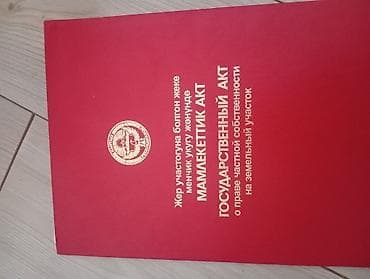 Жер участогуна болгон жеке
менчик укугу жөнүндө
МАМЛЕКЕТТИК АКТ
ГОСУДАРСТВЕННЫЙ АКТ
о праве частной собственности
на земельный участок